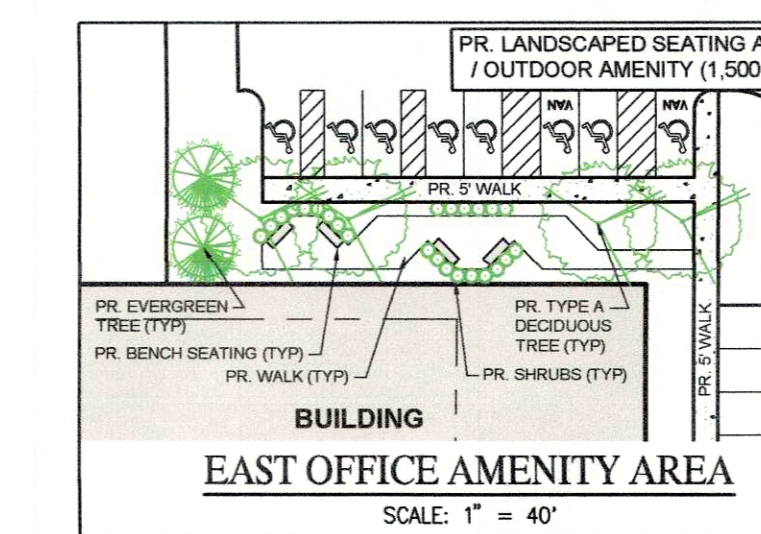 PR. LANDSCAPED SEATING A
/ OUTDOOR AMENITY (1,500
VAN
VAN
PR. 5' WALK
PR. EVERGREEN
TREE (TYP)
PR. BENCH SEATING (TYP)
PR. WALK (TYP)
PR. TYPE A
DECIDUOUS
TREE (TYP)
PR. SHRUBS (TYP)
PR. 5' WALK
BUILDING
EAST OFFICE AMENITY AREA
SCALE: 1" = 40'